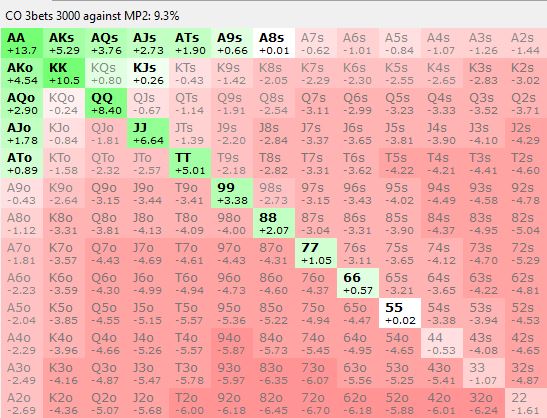 CO 3bets 3000 against MP2: 9.3%
AA AKs AQs AJs ATs A9s A8s A7s A6s A5s A4s A3s A2s
+13.7 +5.29 +3.76 +2.73 +1.90 +0.66 +0.01 -0.62 -1.01 -0.84 -1.07 -1.26 -1.44
AKo KK KQs KJs KTs K9s K8s K7s K6s K5s K4s K3s K2s
+4.54 +10.5 +0.80 +0.26 -0.43 -1.42 -2.05 -2.29 -2.30 -2.55 -2.65 -2.83 -3.02
AQo KQo QQ QJs QTs Q9s Q8s Q7s Q6s Q5s Q4s Q3s Q2s
+2.90 -0.24 +8.40 -0.67 -1.14 -1.91 -2.54 -3.11 -2.99 -3.23 -3.33 -3.52 -3.71
AJo KJo QJo JJ JTs J9s J8s J7s J6s J5s J4s J3s J2s
+1.78 -0.84 -1.81 +6.64 -1.39 -2.20 -2.84 -3.37 -3.65 -3.81 -3.90 -4.10 -4.29
ATo KTo QTo JTo TT T9s T8s T7s T6s T5s T4s T3s T2s
+0.89 -1.58 -2.32 -2.57 +5.01 -2.18 -2.82 -3.31 -3.62 -4.22 -4.21 -4.41 -4.60
A9o K9o Q9o J9o T9o 99 98s 97s 96s 95s 94s 93s 92s
-0.43 -2.64 -3.15 -3.44 -3.41 +3.38 -2.73 -3.15 -3.43 -4.02 -4.49 -4.58 -4.78
A8o K8o Q8o J8o T8o 98o 88 87s 86s 85s 84s 83s 82s
-1.12 -3.31 -3.81 -4.13 -4.09 -4.00 +2.07 -3.04 -3.31 -3.90 -4.37 -4.95 -5.04
A7o K7o Q7o J7o T7o 97o 87o 77 76s 75s 74s 73s 72s
-1.81 -3.57 -4.43 -4.69 -4.61 -4.43 -4.31 +1.05 -3.11 -3.65 -4.12 -4.70 -5.29
A6o K6o Q6o J6o T6o 96o 86o 76o 66 65s 64s 63s 62s
-2.23 -3.59 -4.30 -4.99 -4.94 -4.73 -4.60 -4.37 +0.57 -3.21 -3.65 -4.22 -4.81
A5o K5o Q5o J5o T5o 95o 85o 75o 65o 55 54s 53s 52s
-2.04 -3.85 -4.55 -5.15 -5.57 -5.36 -5.22 -4.94 -4.47 +0.02 -3.38 -3.94 -4.53
A4o K4o Q4o J4o T4o 94o 84o 74o 64o 54o 44 43s 42s
-2.29 -3.96 -4.66 -5.26 -5.57 -5.87 -5.73 -5.45 -4.95 -4.65 -0.53 -4.08 -4.65
A3o K3o Q3o J3o T3o 93o 83o 73o 63o 53o 43o 33 32s
-2.49 -4.16 -4.87 -5.47 -5.78 -5.97 -6.35 -6.07 -5.56 -5.25 -5.41 -1.07 -4.87
A2o K2o Q2o J2o T2o 92o 82o 72o 62o 52o 42o 32o 22
-2.69 -4.36 -5.07 -5.68 -6.00 -6.18 -6.45 -6.70 -6.18 -5.88 -6.01 -6.24 -1.61